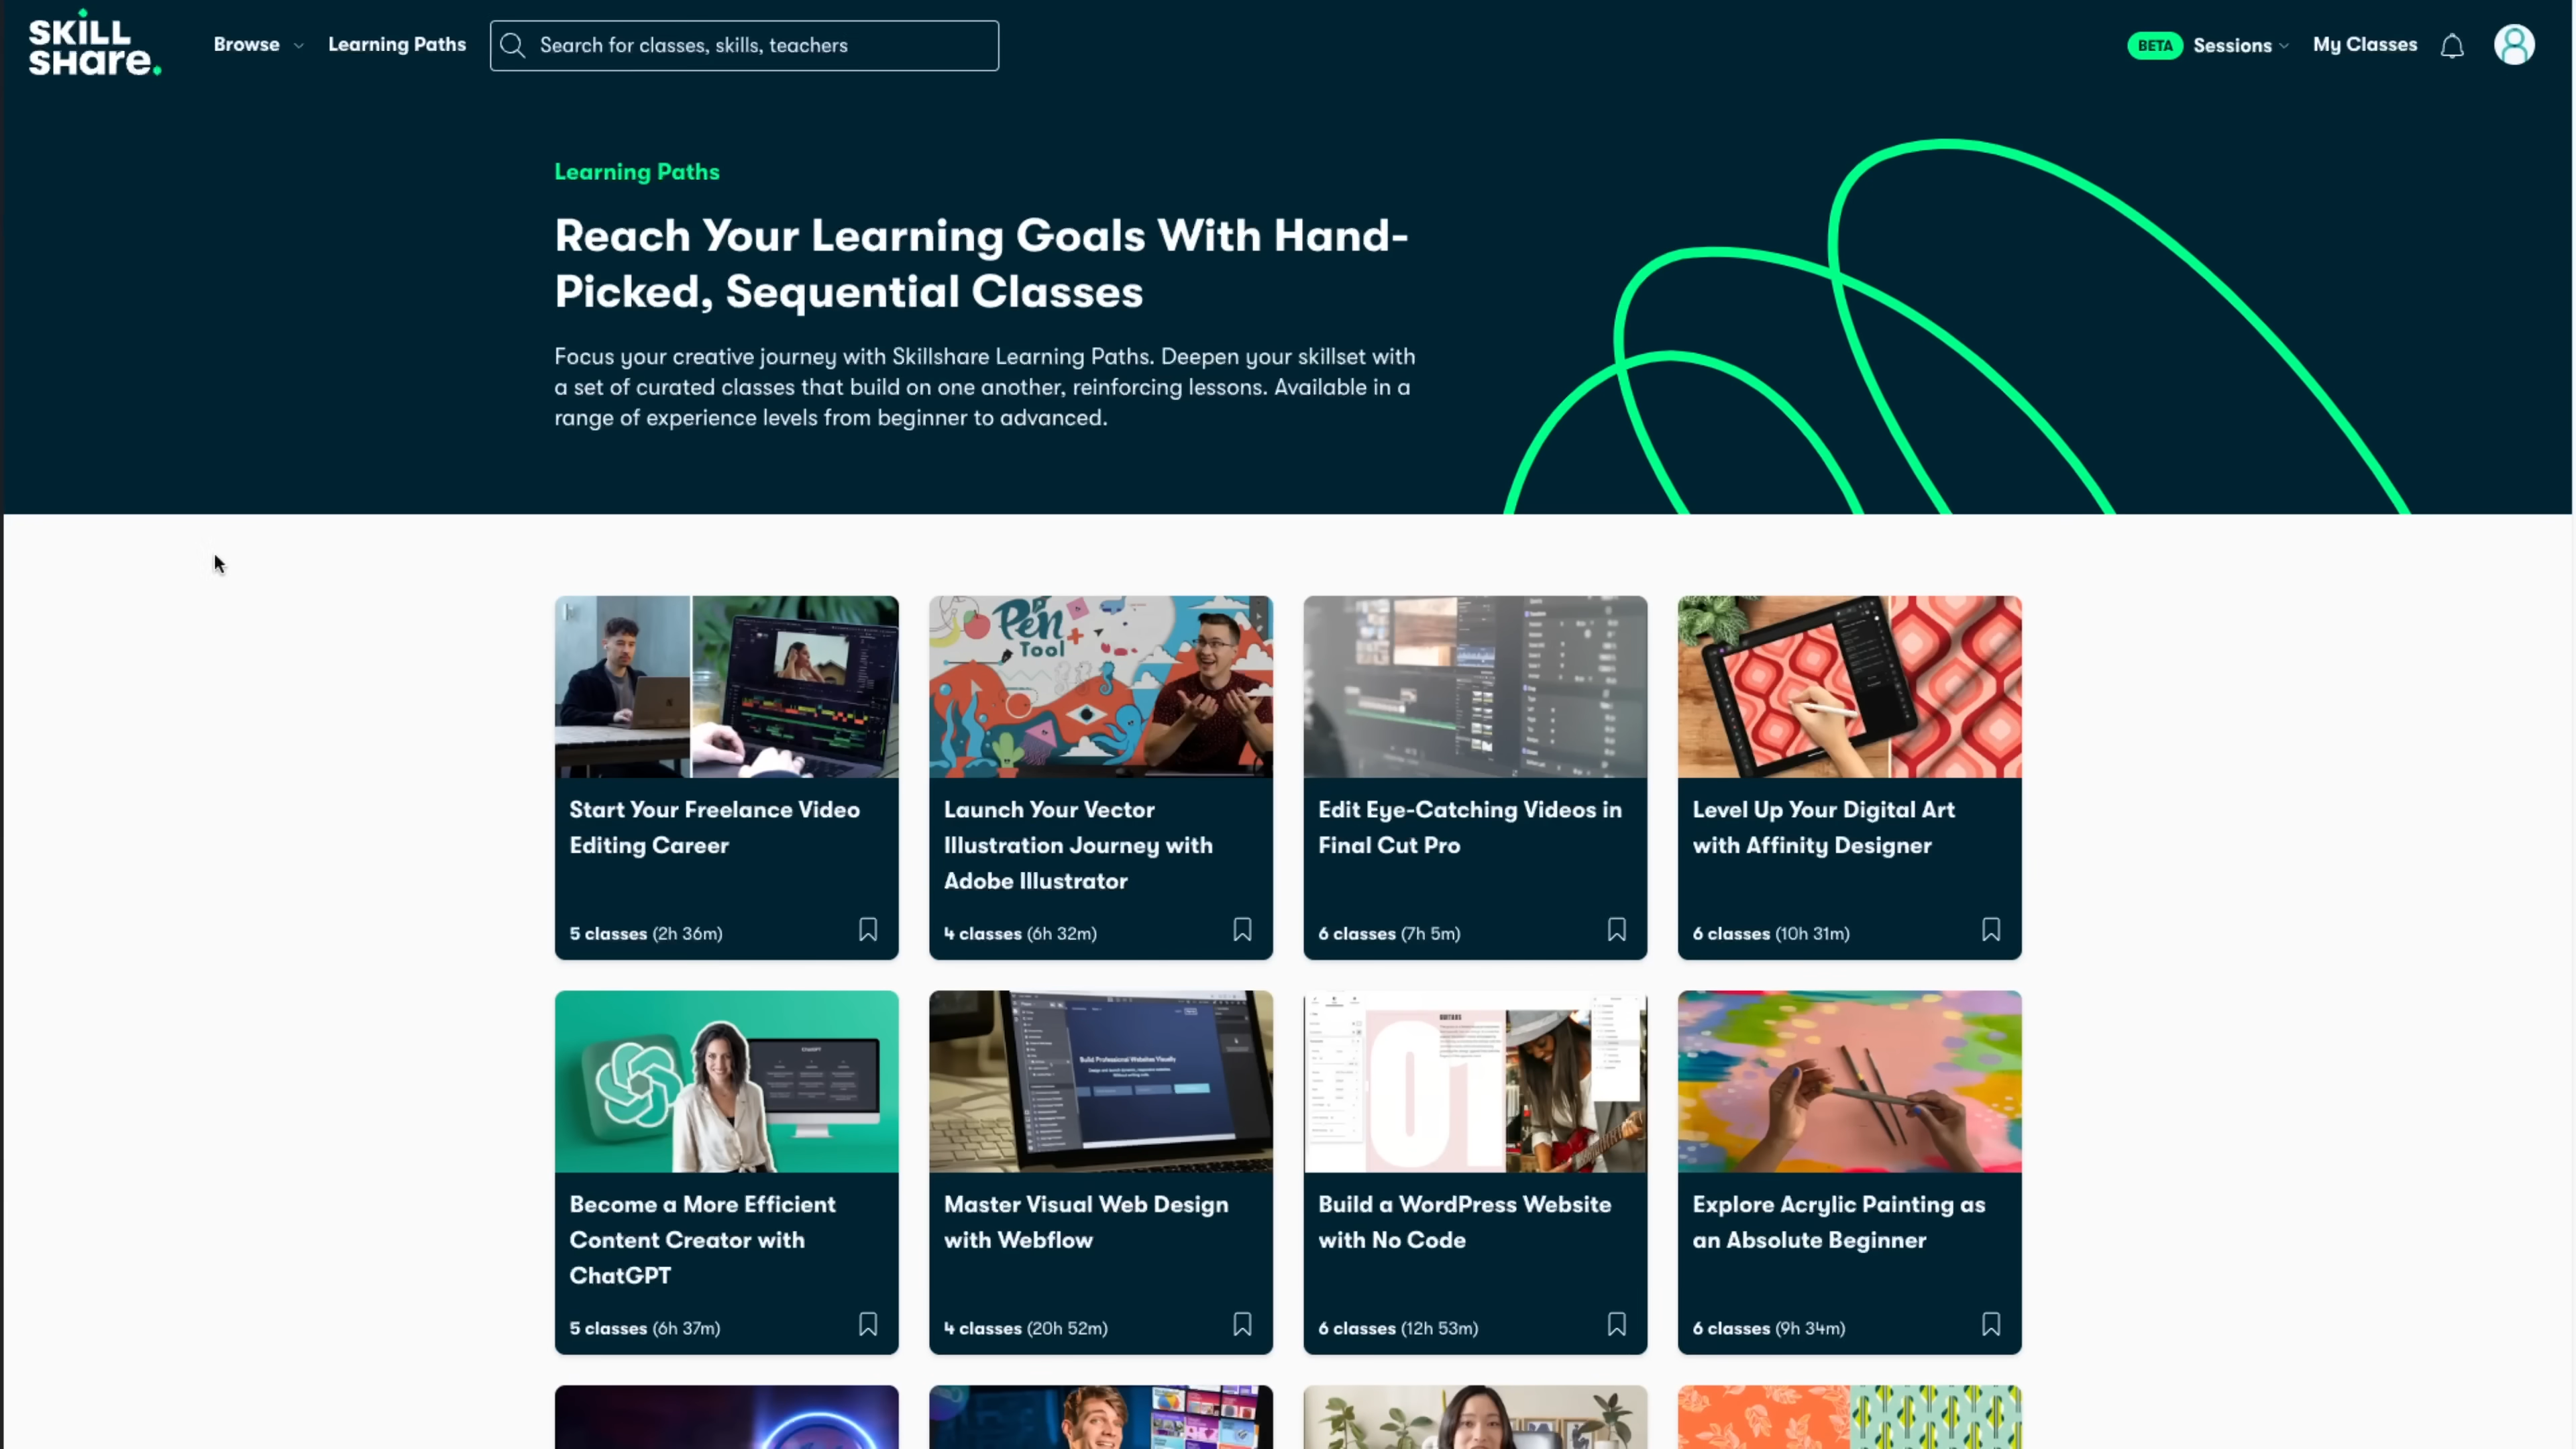 SKILL
SHare.
Browse
Learning Paths
Search for classes, skills, teachers
BETA
Sessions
My Classes
Learning Paths
Reach Your Learning Goals With Hand-
Picked, Sequential Classes
Focus your creative journey with Skillshare Learning Paths. Deepen your skillset with
a set of curated classes that build on one another, reinforcing lessons. Available in a
range of experience levels from beginner to advanced.
Pen
Tool
Start Your Freelance Video
Editing Career
5 classes (2h 36m)
Launch Your Vector
Illustration Journey with
Adobe Illustrator
4 classes (6h 32m)
Edit Eye-Catching Videos in
Final Cut Pro
6 classes (7h 5m)
Level Up Your Digital Art
with Affinity Designer
6 classes (10h 31m)
ChatGPT
Build Professional Websites Visually
01
Become a More Efficient
Content Creator with
ChatGPT
5 classes (6h 37m)
Master Visual Web Design
with Webflow
4 classes (20h 52m)
Build a WordPress Website
with No Code
6 classes (12h 53m)
Explore Acrylic Painting as
an Absolute Beginner
6 classes (9h 34m)